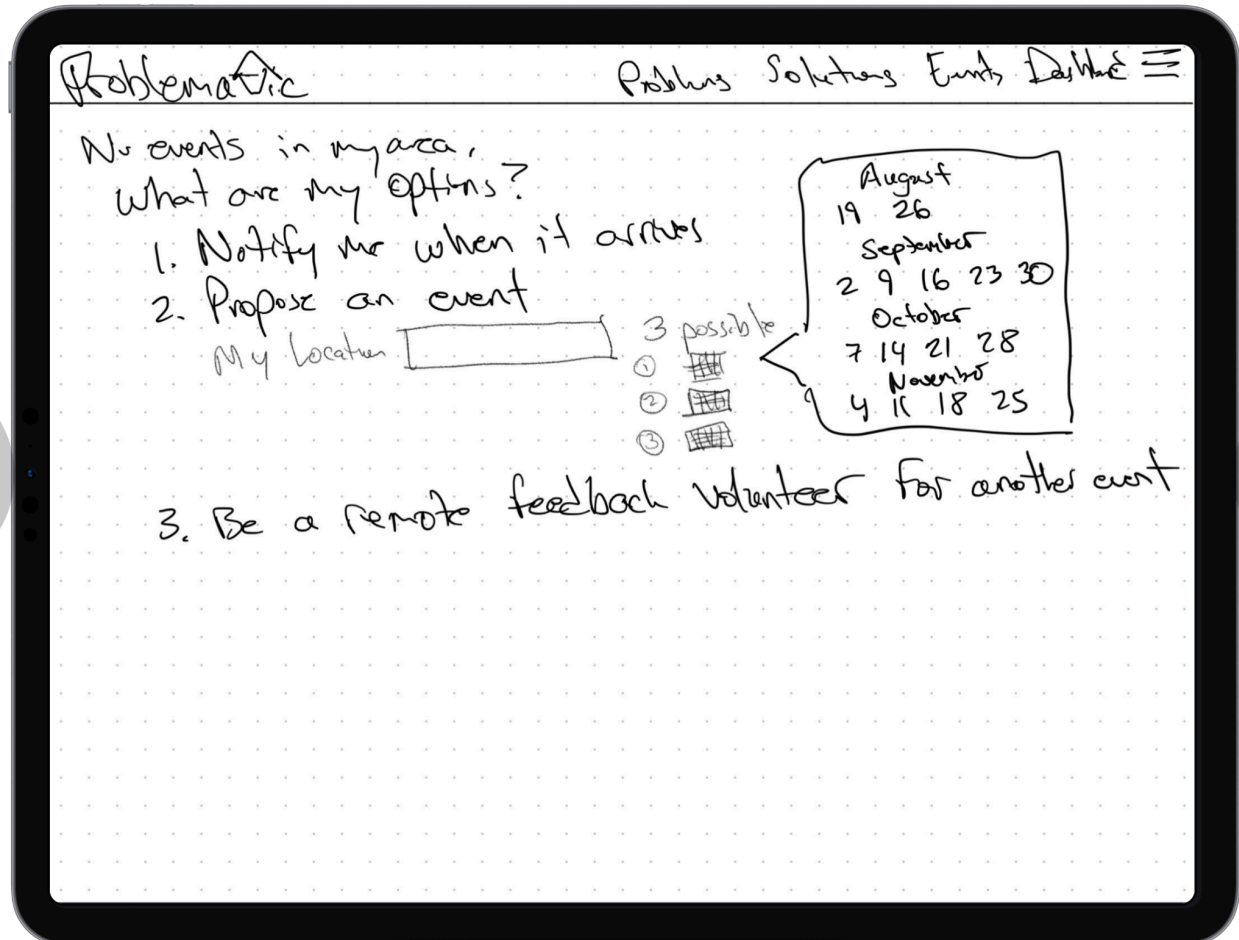 Problematic
Problems Solutions Events Dashboard
No events in my area,
What are my options?
1. Notify me when it arrives
2. Propose an event
My Location
3 possible
1
2
3
August
19 26
September
2 9 16 23 30
October
7 14 21 28
November
4 11 18 25
3. Be a remote feedback volunteer for another event